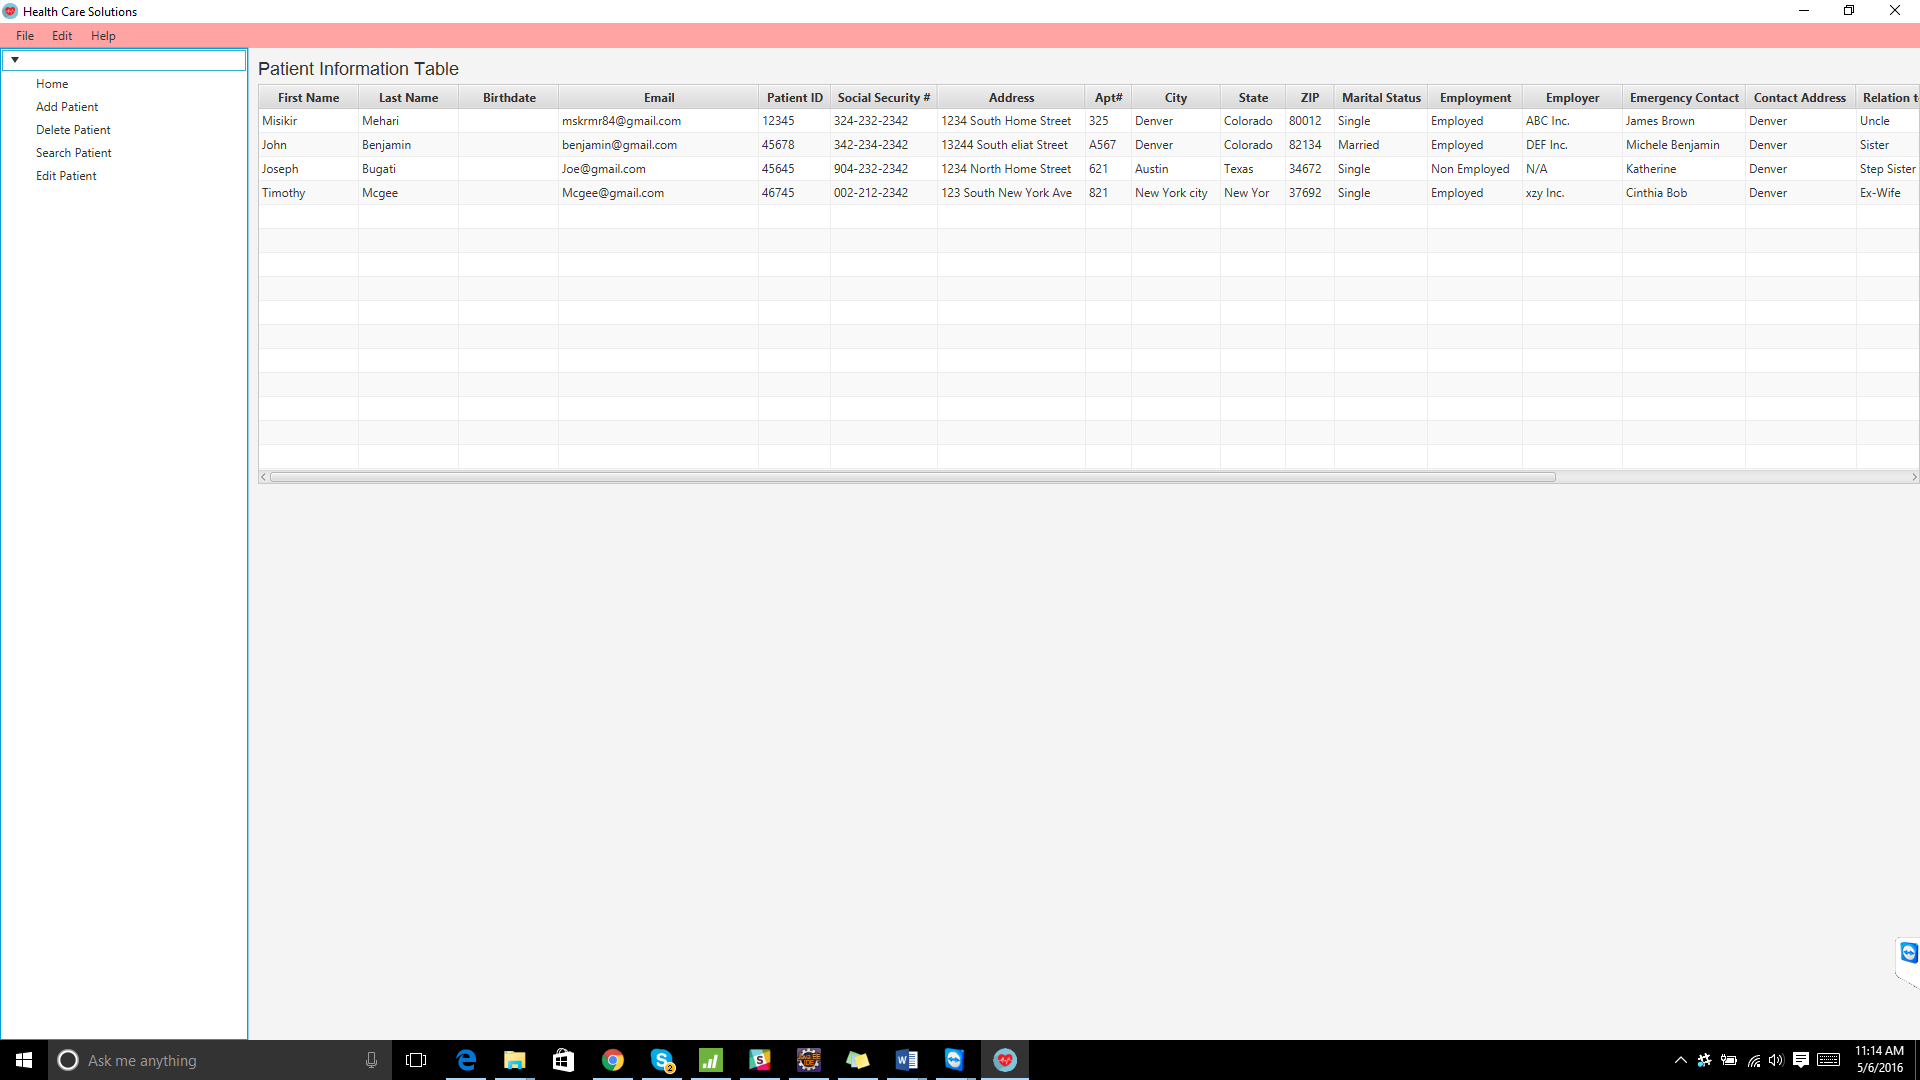 Health Care Solutions
File Edit Help
Home
Add Patient
Delete Patient
Search Patient
Edit Patient
Patient Information Table
First Name Last Name Birthdate Email Patient ID Social Security # Address Apt# City State ZIP Marital Status Employment Employer Emergency Contact Contact Address Relation t
Misikir Mehari mskrmr84@gmail.com 12345 324-232-2342 1234 South Home Street 325 Denver Colorado 80012 Single Employed ABC Inc. James Brown Denver Uncle
John Benjamin benjamin@gmail.com 45678 342-234-2342 13244 South eliat Street A567 Denver Colorado 82134 Married Employed DEF Inc. Michele Benjamin Denver Sister
Joseph Bugati Joe@gmail.com 45645 904-232-2342 1234 North Home Street 621 Austin Texas 34672 Single Non Employed N/A Katherine Denver Step Sister
Timothy Mcgee Mcgee@gmail.com 46745 002-212-2342 123 South New York Ave 821 New York city New Yor 37692 Single Employed xzy Inc. Cinthia Bob Denver Ex-Wife
Ask me anything
2
11:14 AM
5/6/2016